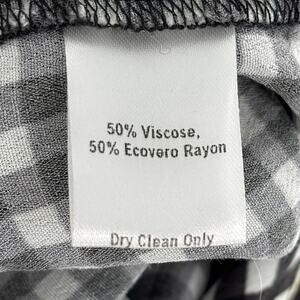 50% Viscose,
50% Ecovero Rayon
Dry Clean Only